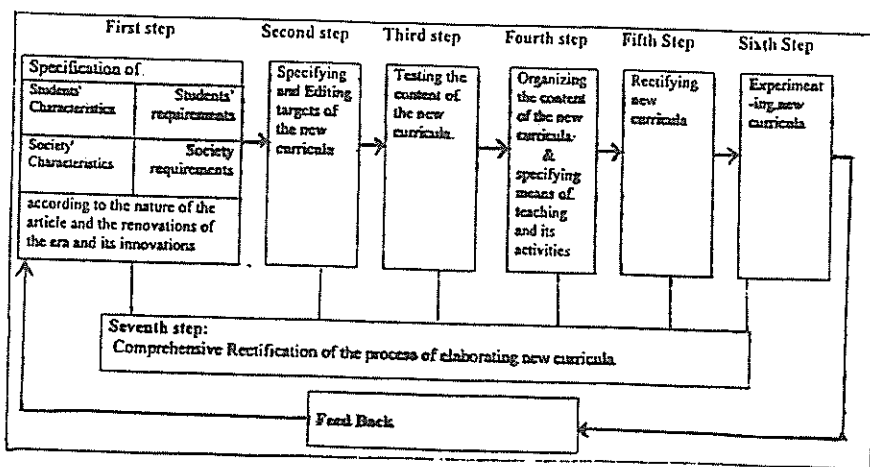 First step
Second step
Third step
Fourth step
Fifth Step
Sixth Step
Specification of
Students'
Characteristics
Students'
requirements
Society'
Characteristics
Society
requirements
according to the nature of the
article and the renovations of
the era and its innovations
Specifying
and Editing
targets of
the new
curricula
Testing the
content of
the new
curricula.
Organizing
the content
of the new
curricula·
&
specifying
means of
teaching
and its
activities
Rectifying
new
curricula
Experiment
-ing,new
curricula
Seventh step:
Comprehensive Rectification of the process of elaborating new curricula
Feed Back